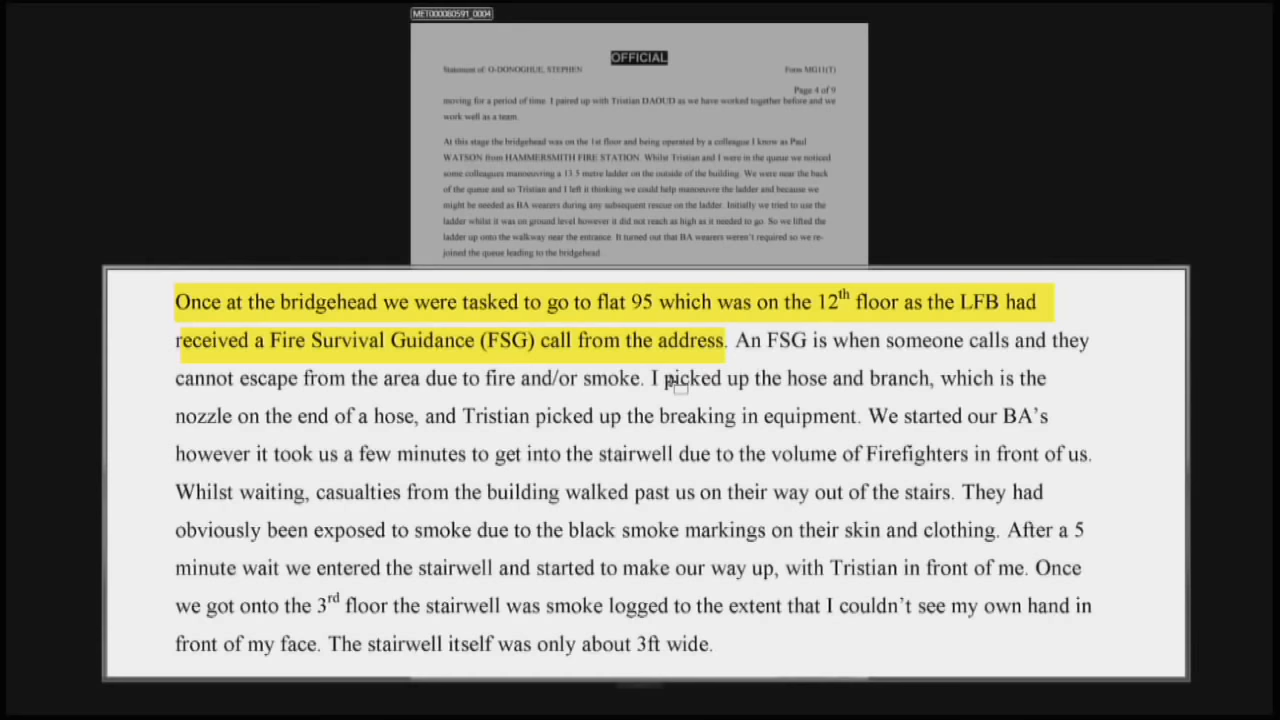 MET000080591_0004
OFFICIAL
Statement of: O-DONOGHUE, STEPHEN
Form MG11(T)
Page 4 of 9
moving for a period of time. I paired up with Tristian DAOUD as we have worked together before and we
work well as a team.
At this stage the bridgehead was on the 1st floor and being operated by a colleague I know as Paul
WATSON from HAMMERSMITH FIRE STATION. Whilst Tristian and I were in the queue we noticed
some colleagues manoeuvring a 13.5 metre ladder on the outside of the building. We were near the back
of the queue and so Tristian and I left it thinking we could help manoeuvre the ladder and because we
might be needed as BA wearers during any subsequent rescue on the ladder. Initially we tried to use the
ladder whilst it was on ground level however it did not reach as high as it needed to go. So we lifted the
ladder up onto the walkway near the entrance. It turned out that BA wearers weren't required so we re-
joined the queue leading to the bridgehead.
Once at the bridgehead we were tasked to go to flat 95 which was on the 12th floor as the LFB had
received a Fire Survival Guidance (FSG) call from the address. An FSG is when someone calls and they
cannot escape from the area due to fire and/or smoke. I picked up the hose and branch, which is the
nozzle on the end of a hose, and Tristian picked up the breaking in equipment. We started our BA's
however it took us a few minutes to get into the stairwell due to the volume of Firefighters in front of us.
Whilst waiting, casualties from the building walked past us on their way out of the stairs. They had
obviously been exposed to smoke due to the black smoke markings on their skin and clothing. After a 5
minute wait we entered the stairwell and started to make our way up, with Tristian in front of me. Once
we got onto the 3rd floor the stairwell was smoke logged to the extent that I couldn't see my own hand in
front of my face. The stairwell itself was only about 3ft wide.